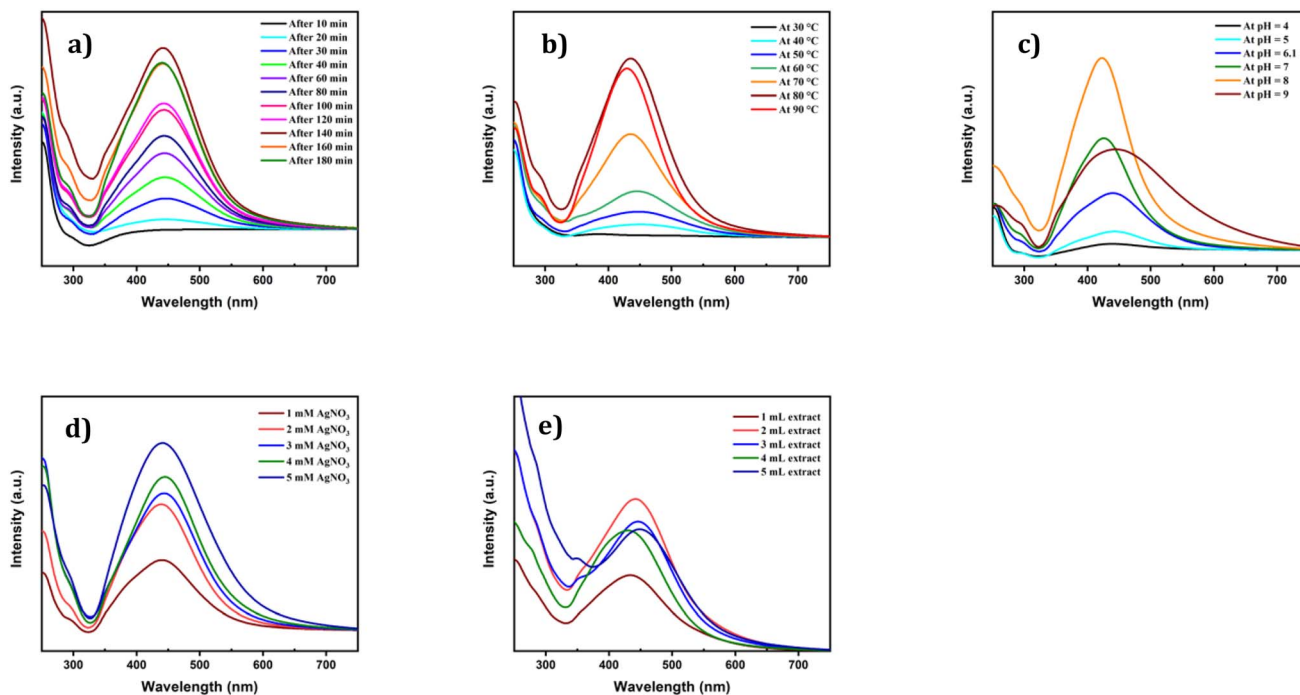 a)
After 10 min
After 20 min
After 30 min
After 40 min
After 60 min
After 80 min
After 100 min
After 120 min
After 140 min
After 160 min
After 180 min
Intensity (a.u.)
300 400 500 600 700
Wavelength (nm)
b)
At 30 °C
At 40 °C
At 50 °C
At 60 °C
At 70 °C
At 80 °C
At 90 °C
Intensity (a.u.)
300 400 500 600 700
Wavelength (nm)
c)
At pH = 4
At pH = 5
At pH = 6.1
At pH = 7
At pH = 8
At pH = 9
Intensity (a.u.)
300 400 500 600 700
Wavelength (nm)
d)
1 mM AgNO₃
2 mM AgNO₃
3 mM AgNO₃
4 mM AgNO₃
5 mM AgNO₃
Intensity (a.u.)
300 400 500 600 700
Wavelength (nm)
e)
1 mL extract
2 mL extract
3 mL extract
4 mL extract
5 mL extract
Intensity (a.u.)
300 400 500 600 700
Wavelength (nm)